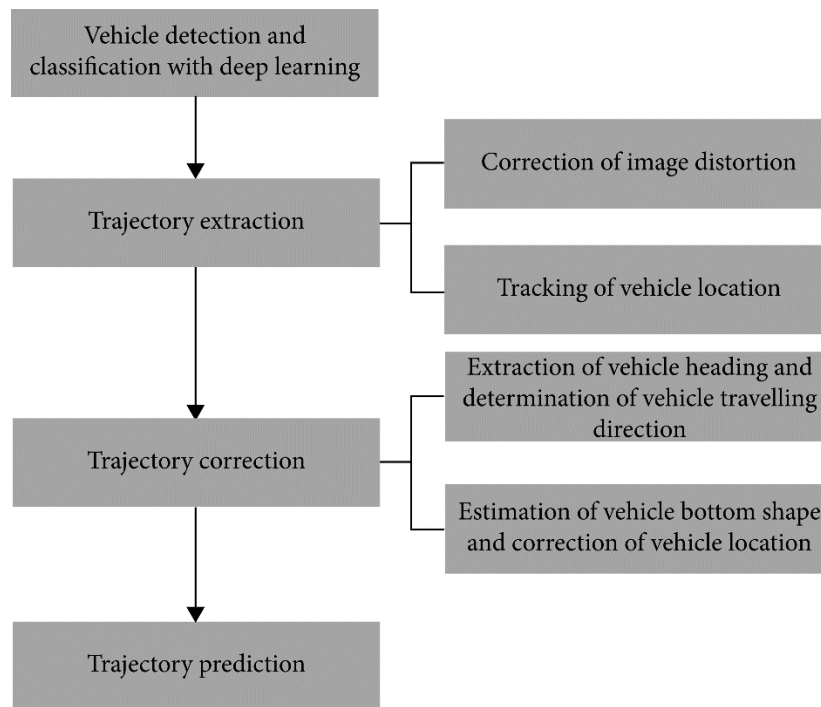 Vehicle detection and
classification with deep learning
Trajectory extraction
Correction of image distortion
Tracking of vehicle location
Trajectory correction
Extraction of vehicle heading and
determination of vehicle travelling
direction
Estimation of vehicle bottom shape
and correction of vehicle location
Trajectory prediction